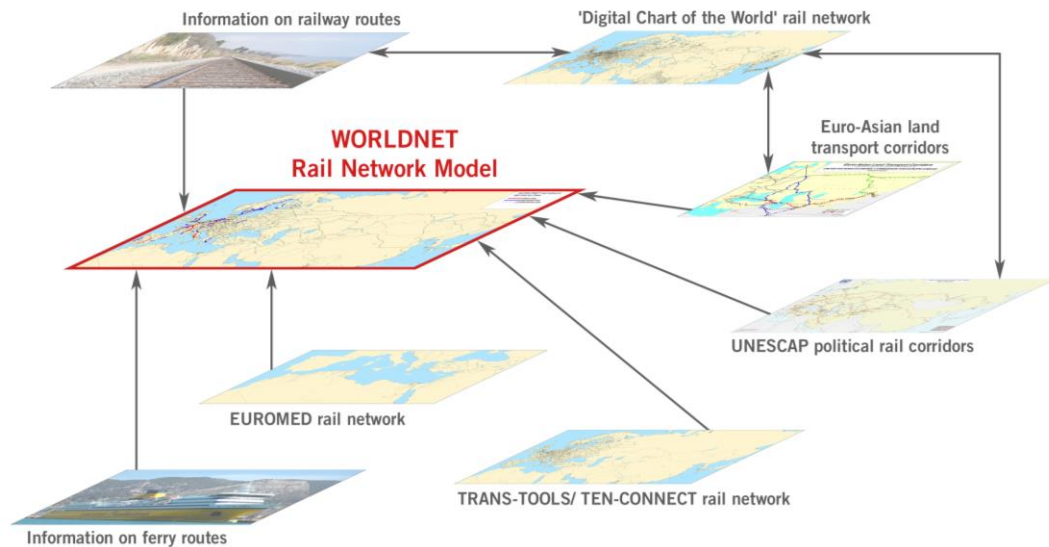 Information on railway routes
'Digital Chart of the World' rail network
WORLDNET
Rail Network Model
Euro-Asian land
transport corridors
UNESCAP political rail corridors
EUROMED rail network
TRANS-TOOLS/ TEN-CONNECT rail network
Information on ferry routes